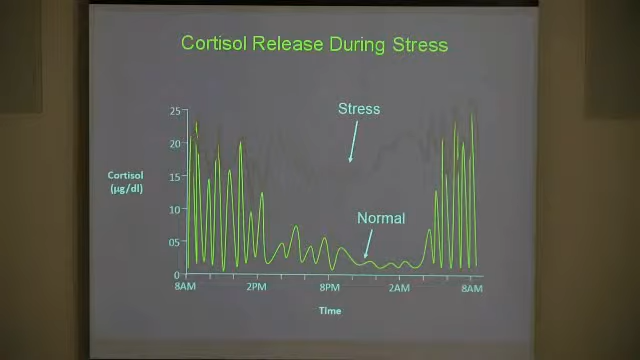 Cortisol Release During Stress
Stress
Normal
Cortisol
(µg/dl)
25
20
15
10
05
0
8AM
2PM
8PM
2AM
8AM
Time